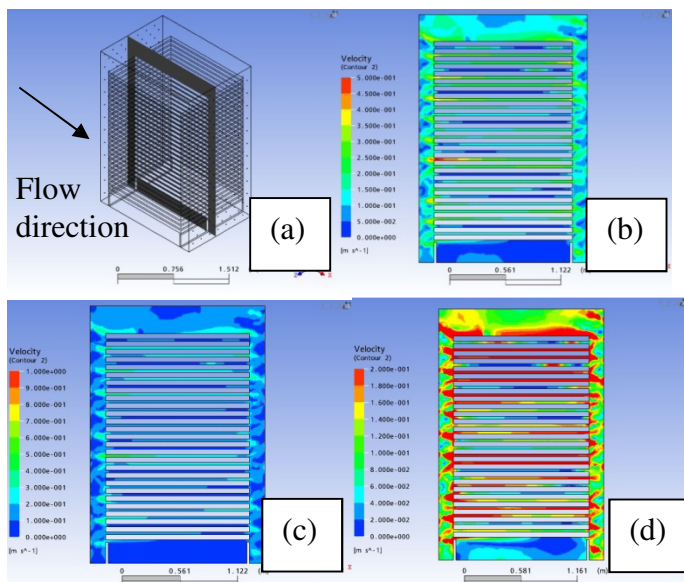 Flow
direction
(a)
0 0.756 1.512
Velocity
(Contour 2)
5.000e-001
4.500e-001
4.000e-001
3.500e-001
3.000e-001
2.500e-001
2.000e-001
1.500e-001
1.000e-001
5.000e-002
0.000e+000
[m s^-1]
(b)
0 0.561 1.122 (m)
Velocity
(Contour 2)
1.000e+000
9.000e-001
8.000e-001
7.000e-001
6.000e-001
5.000e-001
4.000e-001
3.000e-001
2.000e-001
1.000e-001
0.000e+000
[m s^-1]
(c)
0 0.561 1.122
Velocity
(Contour 2)
2.000e-001
1.800e-001
1.600e-001
1.400e-001
1.200e-001
1.000e-001
8.000e-002
6.000e-002
4.000e-002
2.000e-002
0.000e+000
[m s^-1]
(d)
0 0.581 1.161 (m)